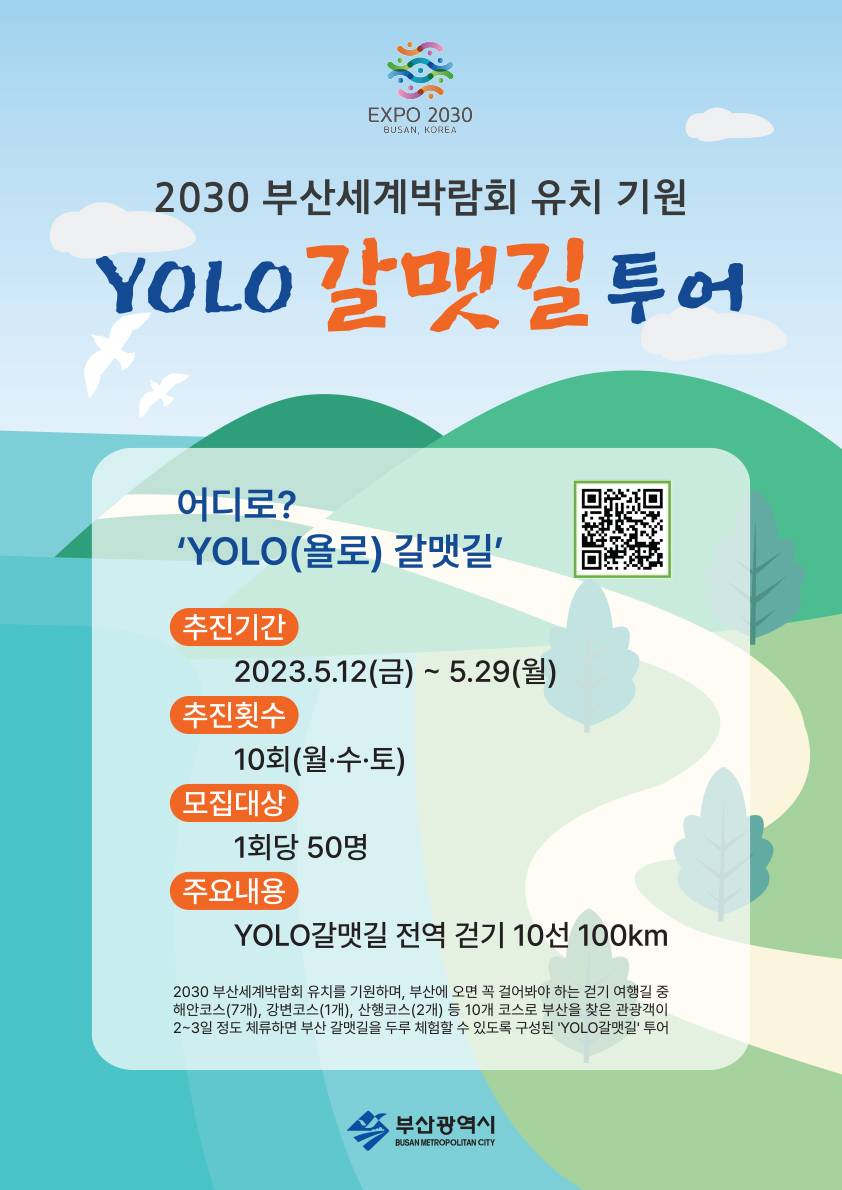 EXPO 2030
BUSAN, KOREA
2030 부산세계박람회 유치 기원
YOLO 갈맷길 투어
어디로?
‘YOLO(욜로) 갈맷길’
추진기간
2023.5.12(금) ~ 5.29(월)
추진횟수
10회(월·수·토)
모집대상
1회당 50명
주요내용
YOLO갈맷길 전역 걷기 10선 100km
2030 부산세계박람회 유치를 기원하며, 부산에 오면 꼭 걸어봐야 하는 걷기 여행길 중
해안코스(7개), 강변코스(1개), 산행코스(2개) 등 10개 코스로 부산을 찾은 관광객이
2~3일 정도 체류하면 부산 갈맷길을 두루 체험할 수 있도록 구성된 'YOLO갈맷길' 투어
부산광역시
BUSAN METROPOLITAN CITY